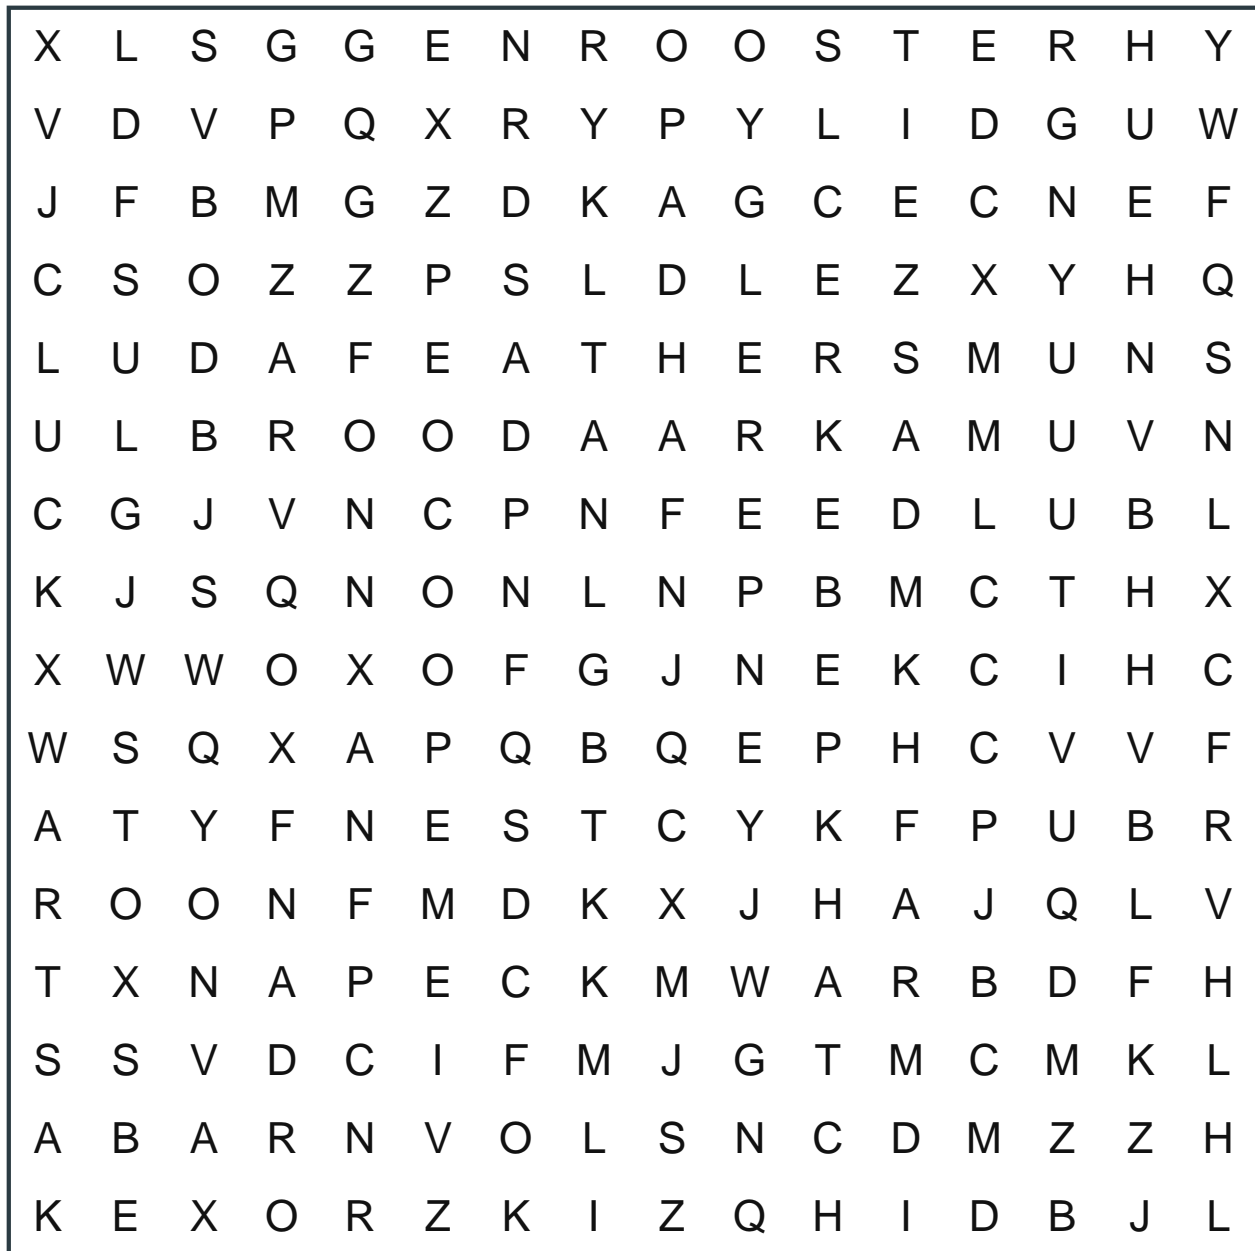 X L S G G E N R O O S T E R H Y
V D V P Q X R Y P Y L I D G U W
J F B M G Z D K A G C E C N E F
C S O Z Z P S L D L E Z X Y H Q
L U D A F E A T H E R S M U N S
U L B R O O D A A R K A M U V N
C G J V N C P N F E E D L U B L
K J S Q N O N L N P B M C T H X
X W W O X O F G J N E K C I H C
W S Q X A P Q B Q E P H C V V F
A T Y F N E S T C Y K F P U B R
R O O N F M D K X J H A J Q L V
T X N A P E C K M W A R B D F H
S S V D C I F M J G T M C M K L
A B A R N V O L S N C D M Z Z H
K E X O R Z K I Z Q H I D B J L